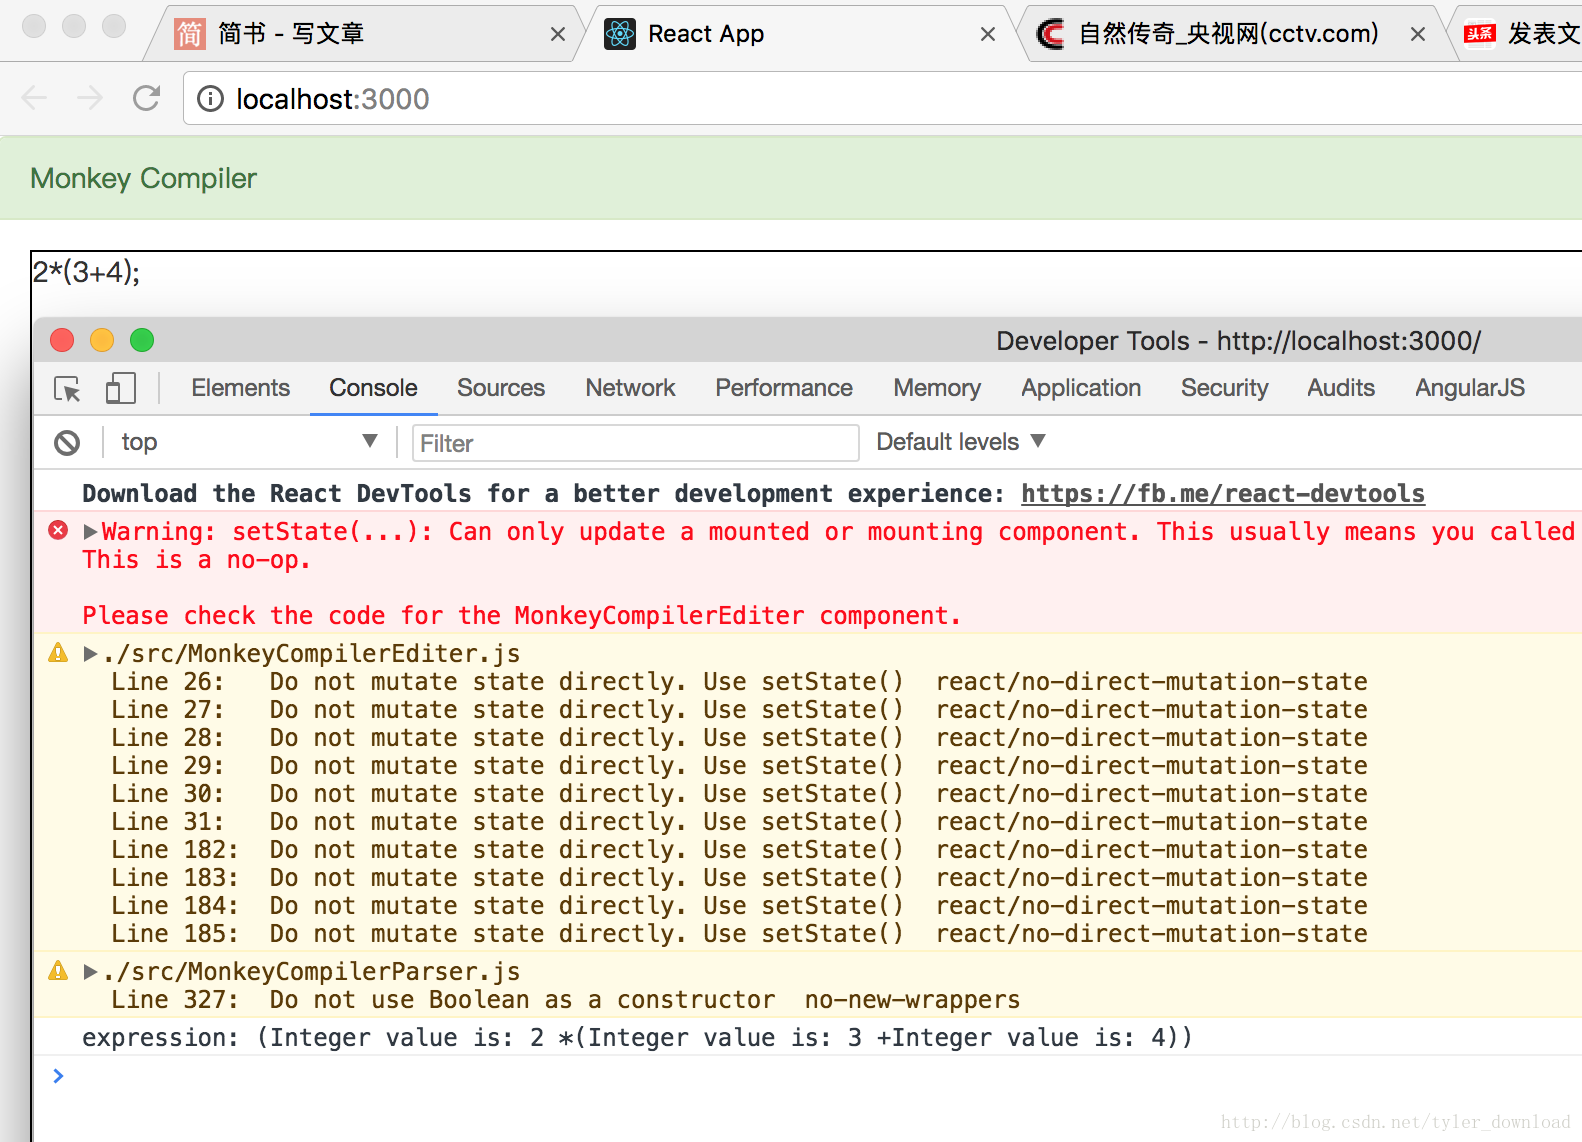 简 简书 - 写文章
React App
自然传奇_央视网(cctv.com)
头条 发表文
localhost:3000
Monkey Compiler
2*(3+4);
Developer Tools - http://localhost:3000/
Elements Console Sources Network Performance Memory Application Security Audits AngularJS
top ▼ Filter Default levels ▼
Download the React DevTools for a better development experience: https://fb.me/react-devtools
▶Warning: setState(...): Can only update a mounted or mounting component. This usually means you called
This is a no-op.
Please check the code for the MonkeyCompilerEditer component.
▶./src/MonkeyCompilerEditer.js
Line 26:   Do not mutate state directly. Use setState()  react/no-direct-mutation-state
Line 27:   Do not mutate state directly. Use setState()  react/no-direct-mutation-state
Line 28:   Do not mutate state directly. Use setState()  react/no-direct-mutation-state
Line 29:   Do not mutate state directly. Use setState()  react/no-direct-mutation-state
Line 30:   Do not mutate state directly. Use setState()  react/no-direct-mutation-state
Line 31:   Do not mutate state directly. Use setState()  react/no-direct-mutation-state
Line 182:  Do not mutate state directly. Use setState()  react/no-direct-mutation-state
Line 183:  Do not mutate state directly. Use setState()  react/no-direct-mutation-state
Line 184:  Do not mutate state directly. Use setState()  react/no-direct-mutation-state
Line 185:  Do not mutate state directly. Use setState()  react/no-direct-mutation-state
▶./src/MonkeyCompilerParser.js
Line 327:  Do not use Boolean as a constructor  no-new-wrappers
expression: (Integer value is: 2 *(Integer value is: 3 +Integer value is: 4))
>
http://blog.csdn.net/tyler_download